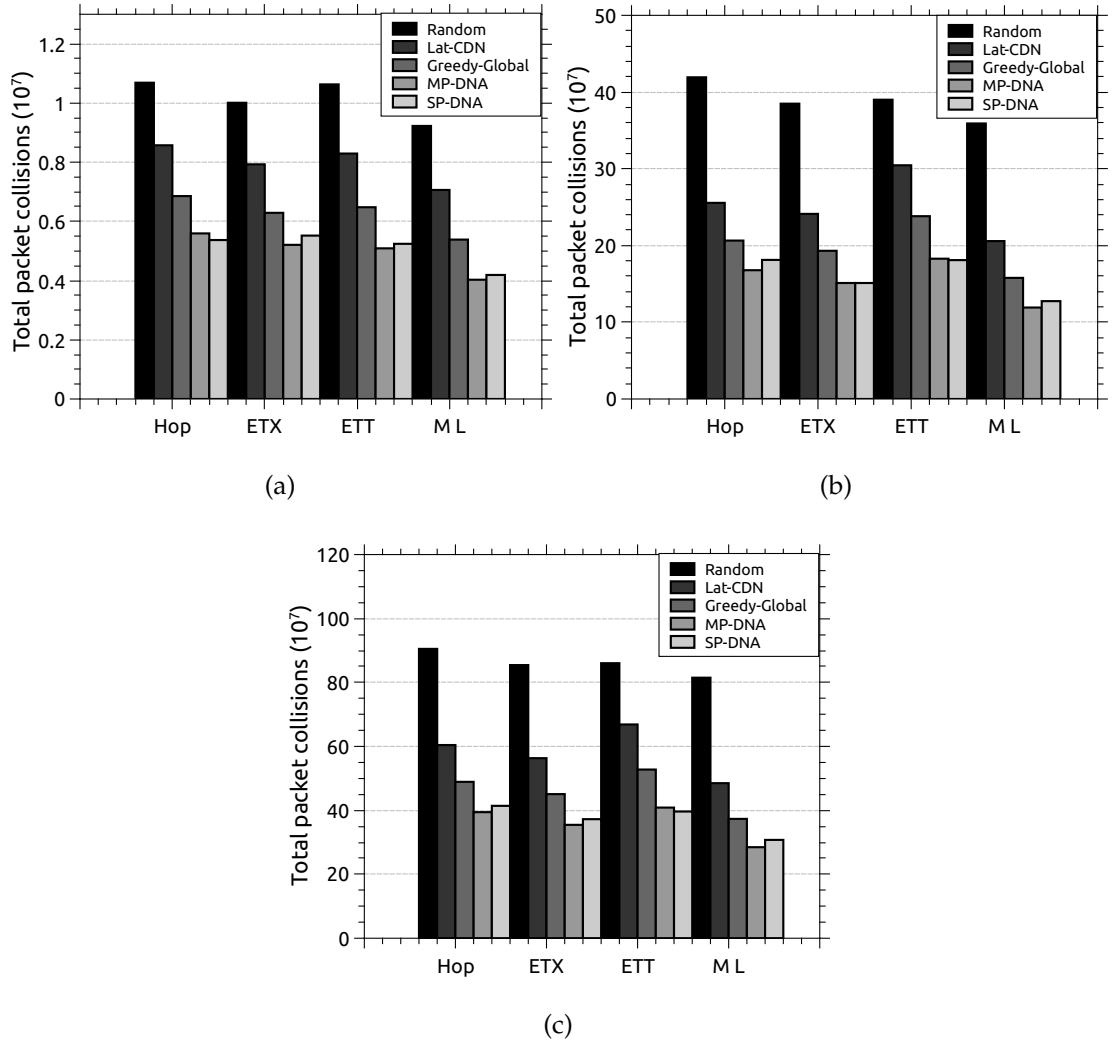 Total packet collisions (10⁷)
1.2
1
0.8
0.6
0.4
0.2
0
Random
Lat-CDN
Greedy-Global
MP-DNA
SP-DNA
Hop ETX ETT M L
(a)
Total packet collisions (10⁷)
50
40
30
20
10
0
Random
Lat-CDN
Greedy-Global
MP-DNA
SP-DNA
Hop ETX ETT M L
(b)
Total packet collisions (10⁷)
120
100
80
60
40
20
0
Random
Lat-CDN
Greedy-Global
MP-DNA
SP-DNA
Hop ETX ETT M L
(c)